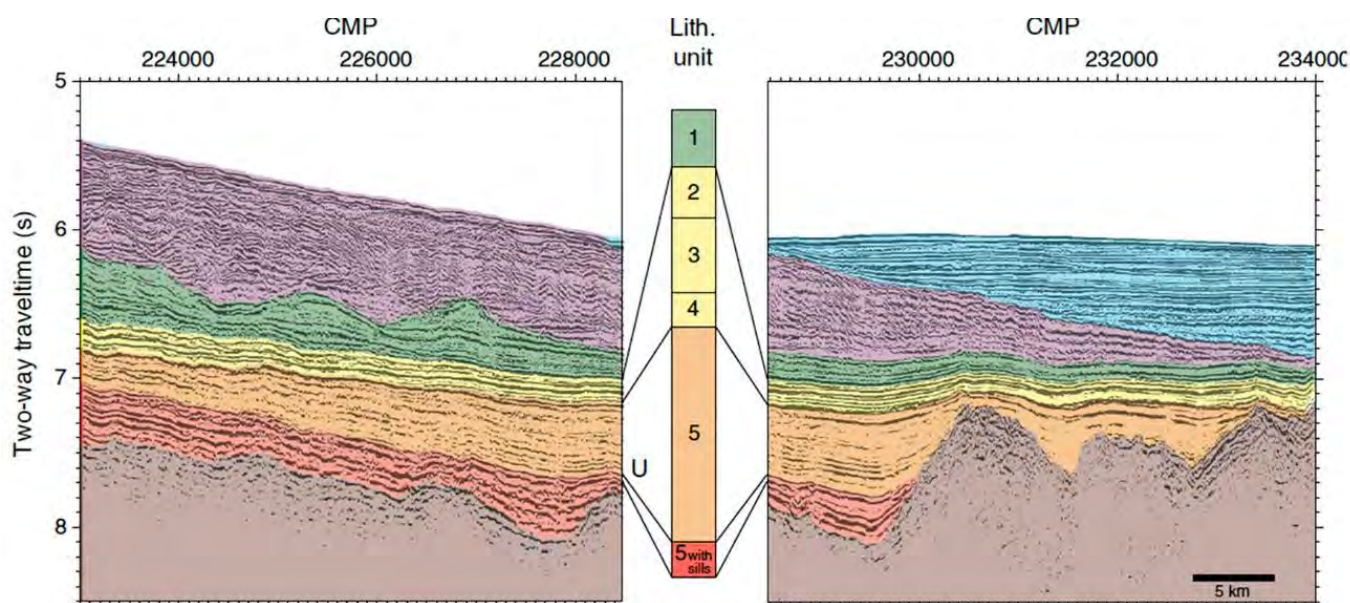 CMP
224000 226000 228000
Lith.
unit
CMP
230000 232000 234000
5
6
7
8
Two-way traveltime (s)
1
2
3
4
5
5 with
sills
U
5 km